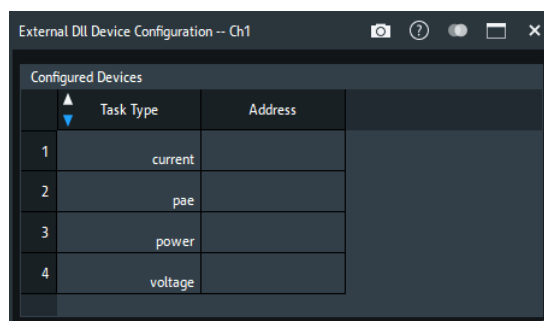 External Dll Device Configuration -- Ch1
Configured Devices
Task Type Address
1 current
2 pae
3 power
4 voltage